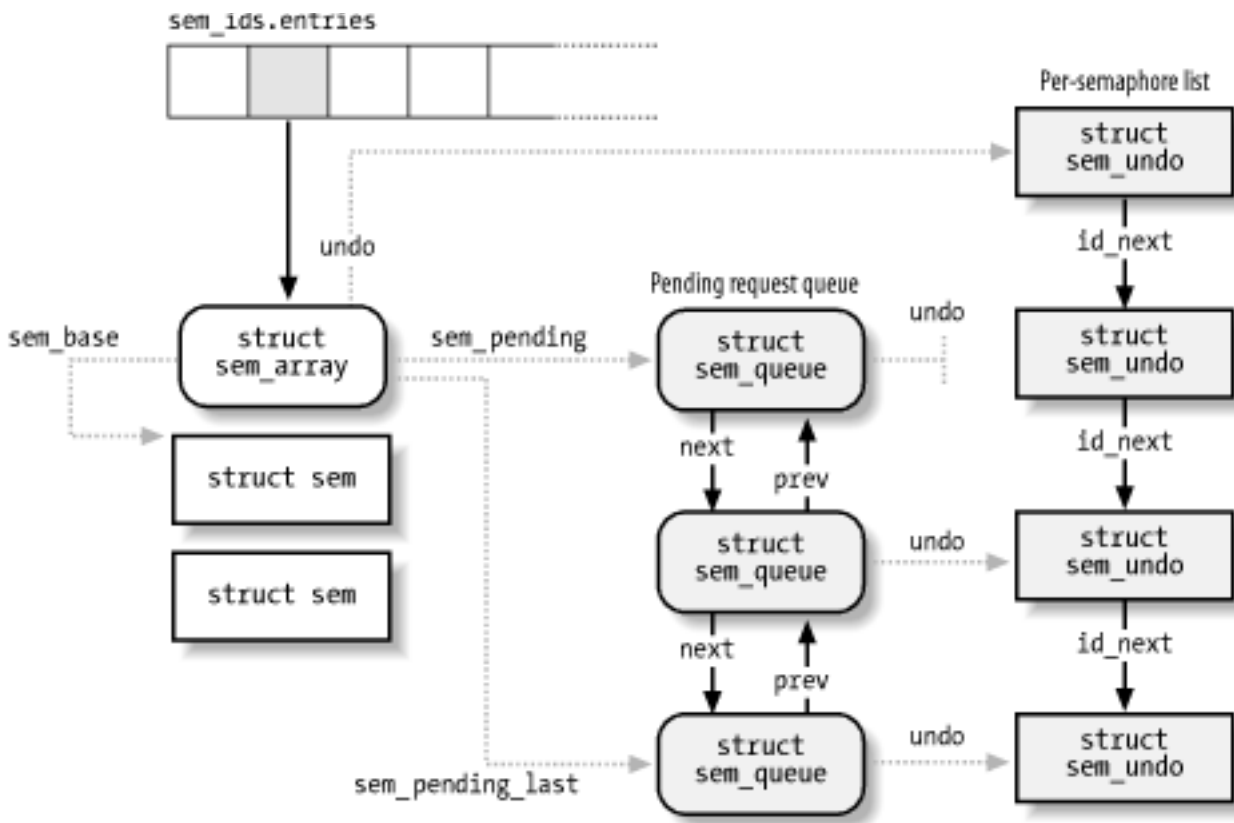 sem_ids.entries
Per-semaphore list
struct
sem_undo
undo
id_next
Pending request queue
sem_base
struct
sem_array
sem_pending
struct
sem_queue
undo
struct
sem_undo
next
prev
id_next
struct sem
struct
sem_queue
undo
struct
sem_undo
struct sem
next
prev
id_next
sem_pending_last
struct
sem_queue
undo
struct
sem_undo